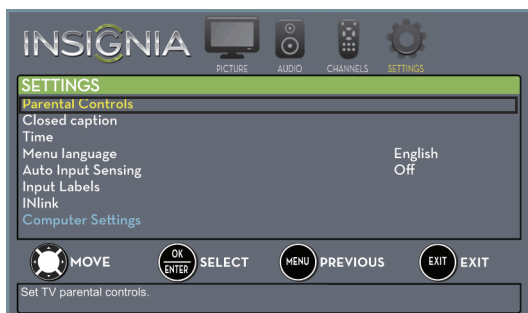 INSIGNIA
PICTURE AUDIO CHANNELS SETTINGS
SETTINGS
Parental Controls
Closed caption
Time
Menu language English
Auto Input Sensing Off
Input Labels
INlink
Computer Settings
MOVE OK ENTER SELECT MENU PREVIOUS EXIT EXIT
Set TV parental controls.